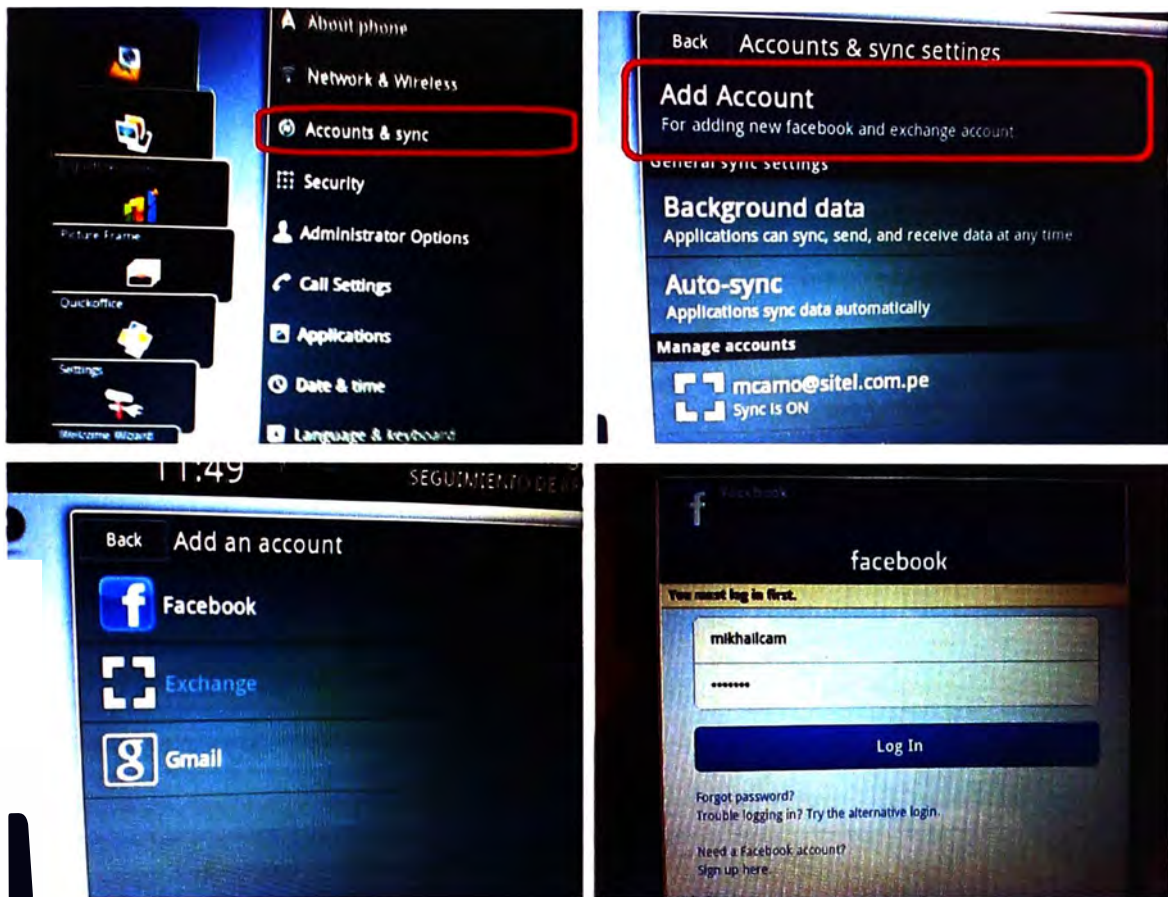 About phone
Network & Wireless
Accounts & sync
Security
Picture Frame
Administrator Options
Call Settings
Quickoffice
Applications
Settings
Date & time
Welcome Wizard
Language & keyboard
Back Accounts & sync settings
Add Account
For adding new facebook and exchange account.
General sync settings
Background data
Applications can sync, send, and receive data at any time
Auto-sync
Applications sync data automatically
Manage accounts
mcamo@sitel.com.pe
Sync is ON
11:49
SEGUIMIENTO DE
Back Add an account
Facebook
Exchange
Gmail
Facebook
facebook
You must log in first.
mikhailcam
•••••••
Log In
Forgot password?
Trouble logging in? Try the alternative login.
Need a Facebook account?
Sign up here.